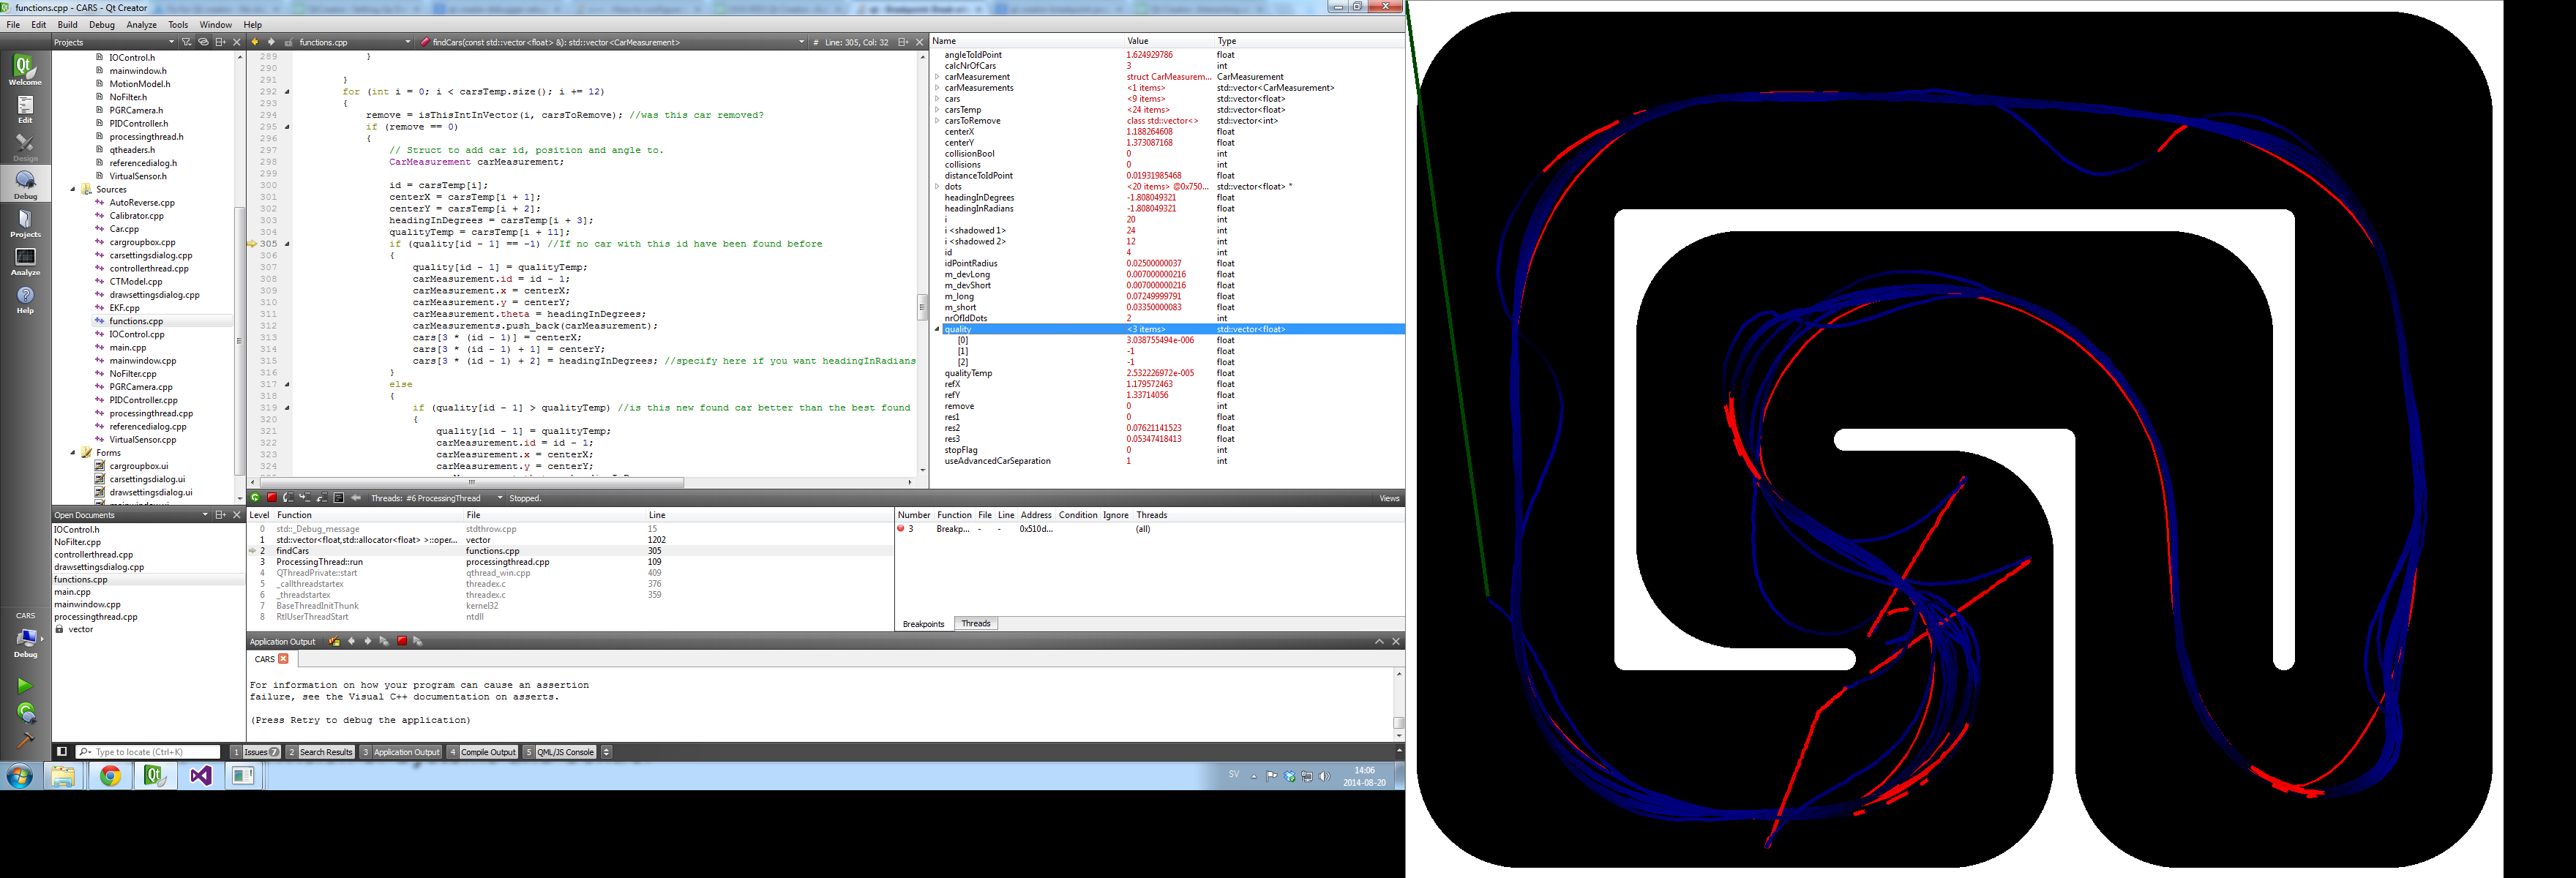 functions.cpp - CARS - Qt Creator
File Edit Build Debug Analyze Tools Window Help
Projects
functions.cpp
findCars(const std::vector<float> &): std::vector<CarMeasurement>
# Line: 305, Col: 32
Welcome
Edit
Design
Debug
Projects
Analyze
Help
IOControl.h
mainwindow.h
MotionModel.h
NoFilter.h
PGRCamera.h
PIDController.h
processingthread.h
qtheaders.h
referencedialog.h
VirtualSensor.h
Sources
AutoReverse.cpp
Calibrator.cpp
Car.cpp
cargroupbox.cpp
carsettingsdialog.cpp
controllerthread.cpp
CTModel.cpp
drawsettingsdialog.cpp
EKF.cpp
functions.cpp
IOControl.cpp
main.cpp
mainwindow.cpp
NoFilter.cpp
PGRCamera.cpp
PIDController.cpp
processingthread.cpp
referencedialog.cpp
VirtualSensor.cpp
Forms
cargroupbox.ui
carsettingsdialog.ui
drawsettingsdialog.ui
289 }
290
291 }
292 for (int i = 0; i < carsTemp.size(); i += 12)
293 {
294 remove = isThisIntInVector(i, carsToRemove); //was this car removed?
295 if (remove == 0)
296 {
297 // Struct to add car id, position and angle to.
298 CarMeasurement carMeasurement;
299
300 id = carsTemp[i];
301 centerX = carsTemp[i + 1];
302 centerY = carsTemp[i + 2];
303 headingInDegrees = carsTemp[i + 3];
304 qualityTemp = carsTemp[i + 11];
305 if (quality[id - 1] == -1) //If no car with this id have been found before
306 {
307 quality[id - 1] = qualityTemp;
308 carMeasurement.id = id - 1;
309 carMeasurement.x = centerX;
310 carMeasurement.y = centerY;
311 carMeasurement.theta = headingInDegrees;
312 carMeasurements.push_back(carMeasurement);
313 cars[3 * (id - 1)] = centerX;
314 cars[3 * (id - 1) + 1] = centerY;
315 cars[3 * (id - 1) + 2] = headingInDegrees; //specify here if you want headingInRadians
316 }
317 else
318 {
319 if (quality[id - 1] > qualityTemp) //is this new found car better than the best found
320 {
321 quality[id - 1] = qualityTemp;
322 carMeasurement.id = id - 1;
323 carMeasurement.x = centerX;
324 carMeasurement.y = centerY;
Name Value Type
angleToIdPoint 1.624929786 float
calcNrOfCars 3 int
carMeasurement struct CarMeasurem... CarMeasurement
carMeasurements <1 items> std::vector<CarMeasurement>
cars <9 items> std::vector<float>
carsTemp <24 items> std::vector<float>
carsToRemove class std::vector<> std::vector<int>
centerX 1.188264608 float
centerY 1.373087168 float
collisionBool 0 int
collisions 0 int
distanceToIdPoint 0.01931985468 float
dots <20 items> @0x750... std::vector<float> *
headingInDegrees -1.808049321 float
headingInRadians -1.808049321 float
i 20 int
i <shadowed 1> 24 int
i <shadowed 2> 12 int
id 4 int
idPointRadius 0.02500000037 float
m_devLong 0.007000000216 float
m_devShort 0.007000000216 float
m_long 0.07249999791 float
m_short 0.03350000083 float
nrOfIdDots 2 int
quality <3 items> std::vector<float>
[0] 3.038755494e-006 float
[1] -1 float
[2] -1 float
qualityTemp 2.532226972e-005 float
refX 1.179572463 float
refY 1.33714056 float
remove 0 int
res1 0 float
res2 0.07621141523 float
res3 0.05347418413 float
stopFlag 0 int
useAdvancedCarSeparation 1 int
Threads: #6 ProcessingThread Stopped. Views
Open Documents
IOControl.h
NoFilter.cpp
controllerthread.cpp
drawsettingsdialog.cpp
functions.cpp
main.cpp
mainwindow.cpp
processingthread.cpp
vector
Level Function File Line
0 std::_Debug_message stdthrow.cpp 15
1 std::vector<float,std::allocator<float> >::oper... vector 1202
2 findCars functions.cpp 305
3 ProcessingThread::run processingthread.cpp 109
4 QThreadPrivate::start qthread_win.cpp 409
5 _callthreadstartex threadex.c 376
6 _threadstartex threadex.c 359
7 BaseThreadInitThunk kernel32
8 RtlUserThreadStart ntdll
Number Function File Line Address Condition Ignore Threads
3 Breakp... - - 0x510d... (all)
Breakpoints Threads
CARS
Debug
Application Output
CARS
For information on how your program can cause an assertion
failure, see the Visual C++ documentation on asserts.
(Press Retry to debug the application)
Type to locate (Ctrl+K)
1 Issues 7 2 Search Results 3 Application Output 4 Compile Output 5 QML/JS Console
SV
14:06
2014-08-20